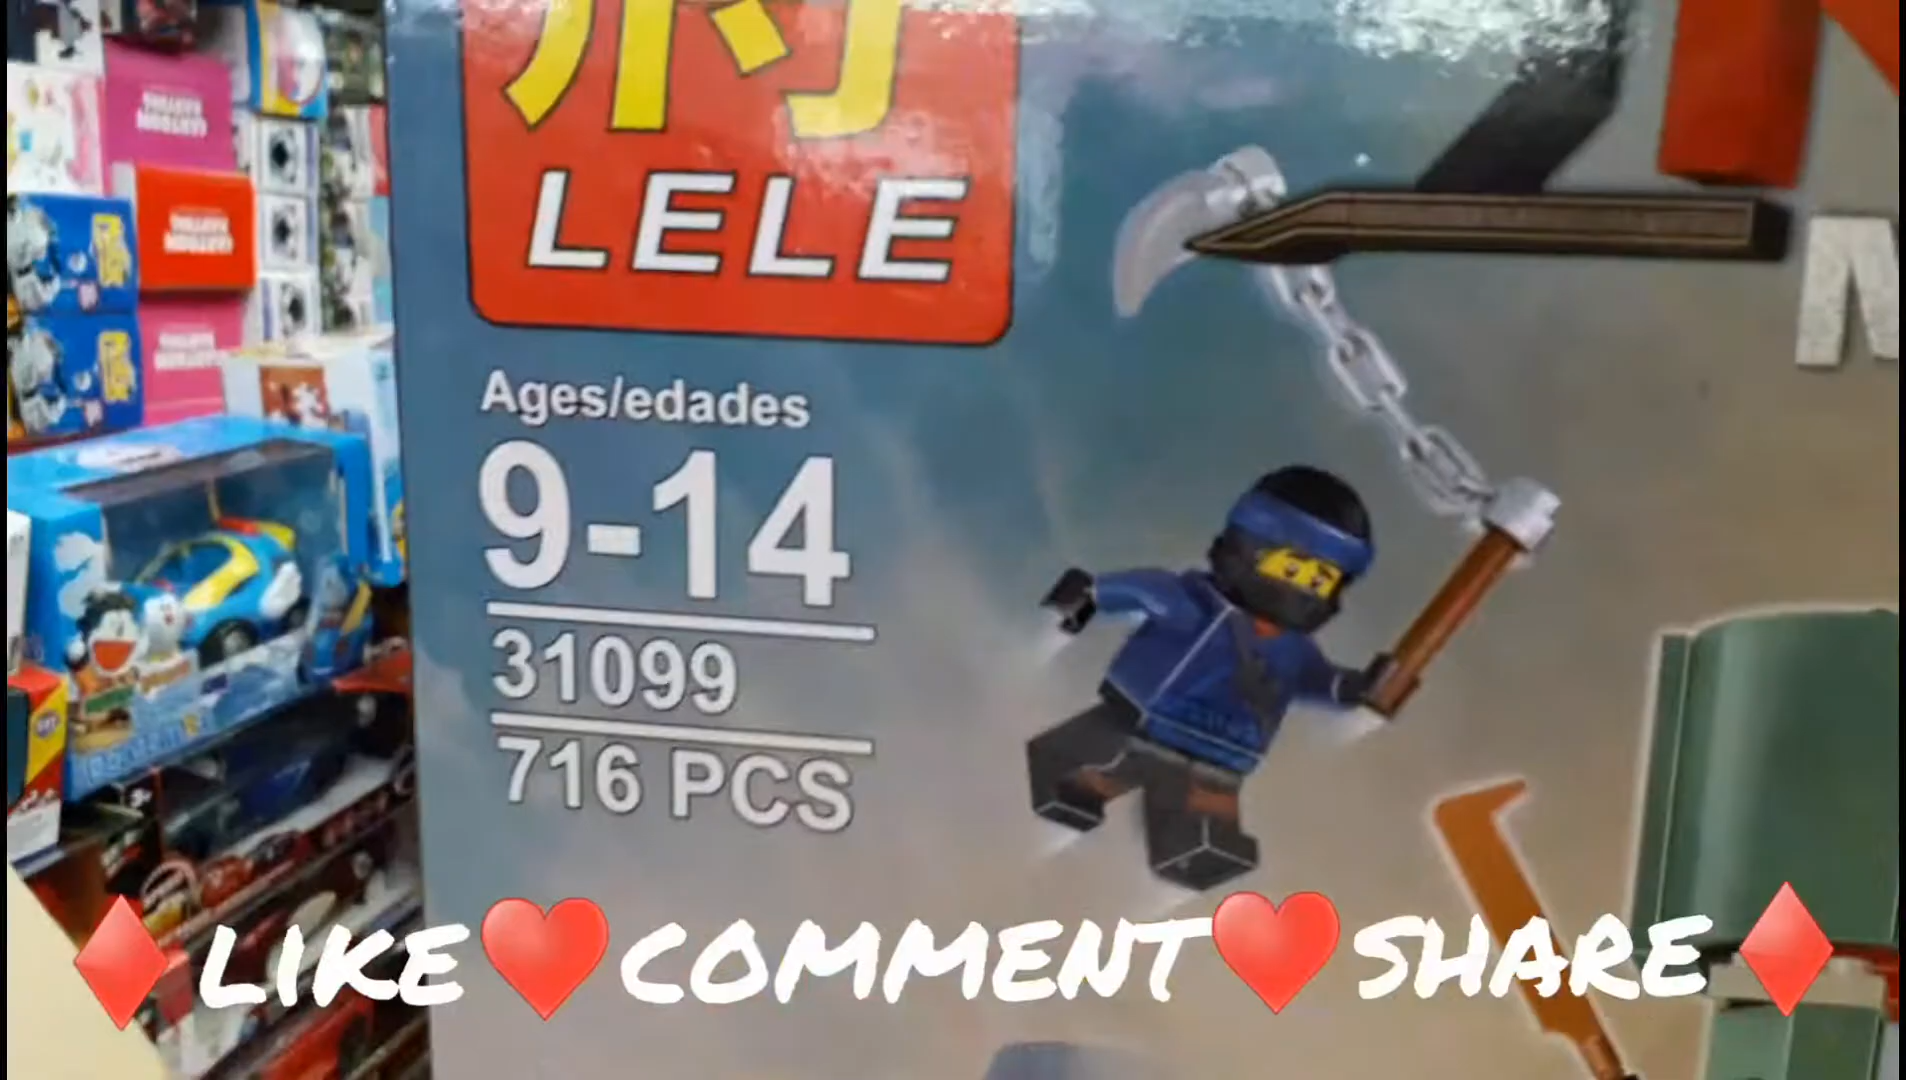 LELE
Ages/edades
9-14
31099
716 PCS
♦LIKE♥COMMENT♥SHARE♦